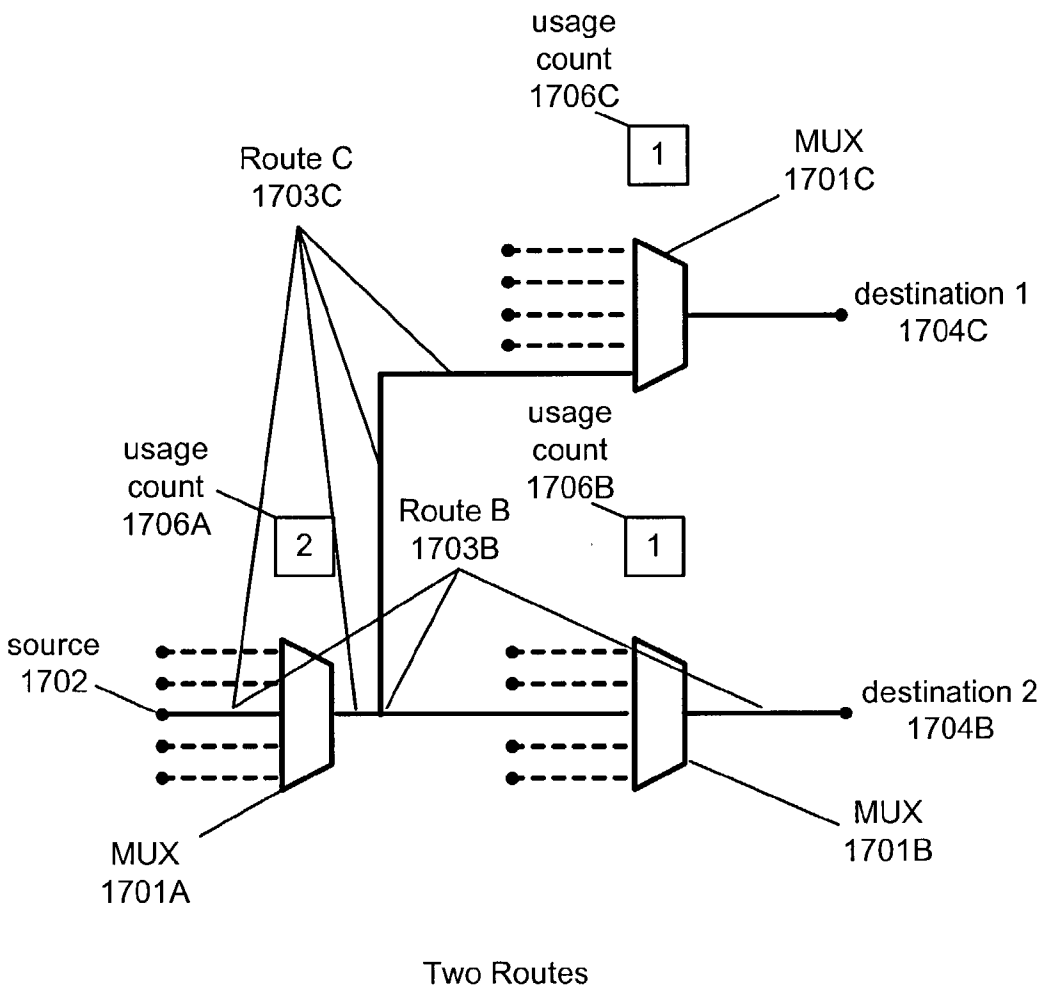 usage
count
1706C
1
MUX
1701C
Route C
1703C
destination 1
1704C
usage
count
1706B
1
usage
count
1706A
2
Route B
1703B
source
1702
destination 2
1704B
MUX
1701A
MUX
1701B
Two Routes